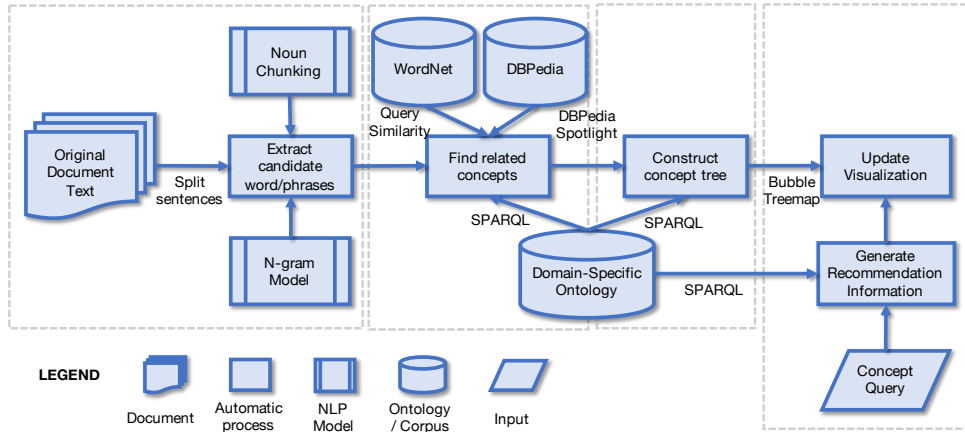 Noun
Chunking
WordNet
DBPedia
Query
Similarity
DBPedia
Spotlight
Original
Document
Text
Split
sentences
Extract
candidate
word/phrases
Find related
concepts
Construct
concept tree
Bubble
Treemap
Update
Visualization
SPARQL
SPARQL
N-gram
Model
Domain-Specific
Ontology
SPARQL
Generate
Recommendation
Information
Concept
Query
LEGEND
Document
Automatic
process
NLP
Model
Ontology
/ Corpus
Input